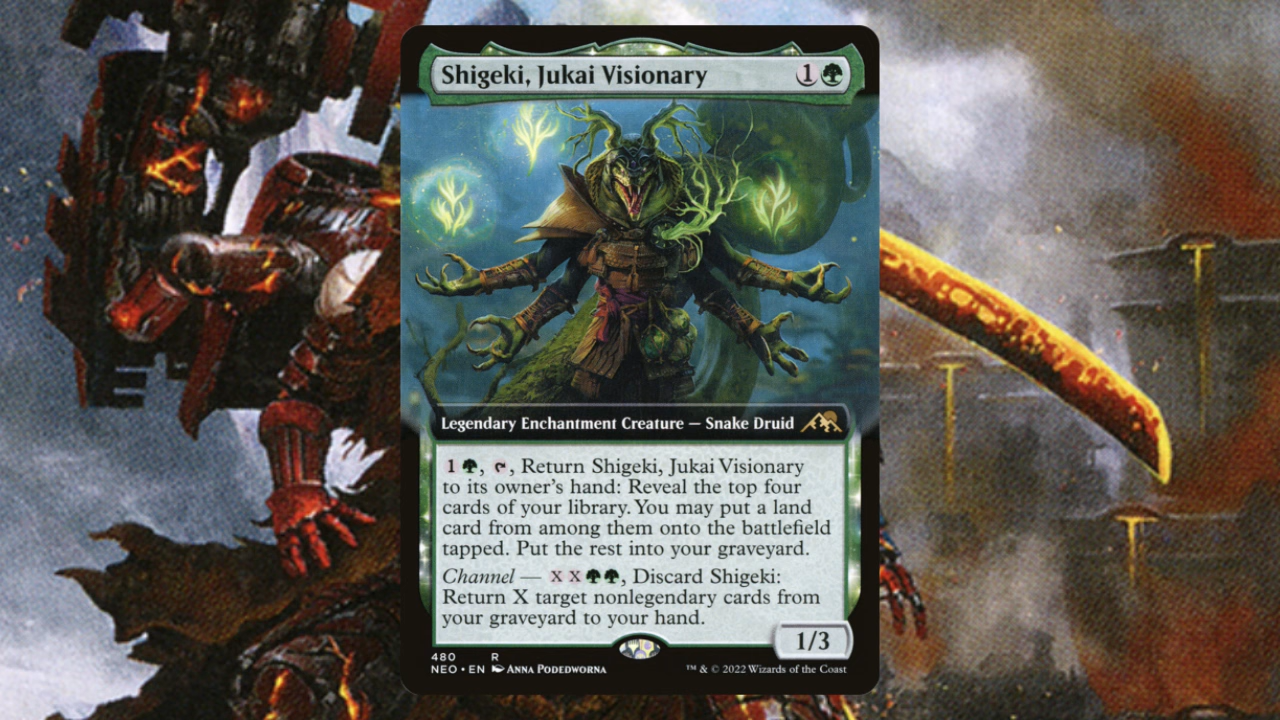 Shigeki, Jukai Visionary 1
Legendary Enchantment Creature — Snake Druid
1 , , Return Shigeki, Jukai Visionary
to its owner's hand: Reveal the top four
cards of your library. You may put a land
card from among them onto the battlefield
tapped. Put the rest into your graveyard.
Channel — X X , Discard Shigeki:
Return X target nonlegendary cards from
your graveyard to your hand.
1/3
480 R
NEO • EN Anna Podedworna
™ & © 2022 Wizards of the Coast